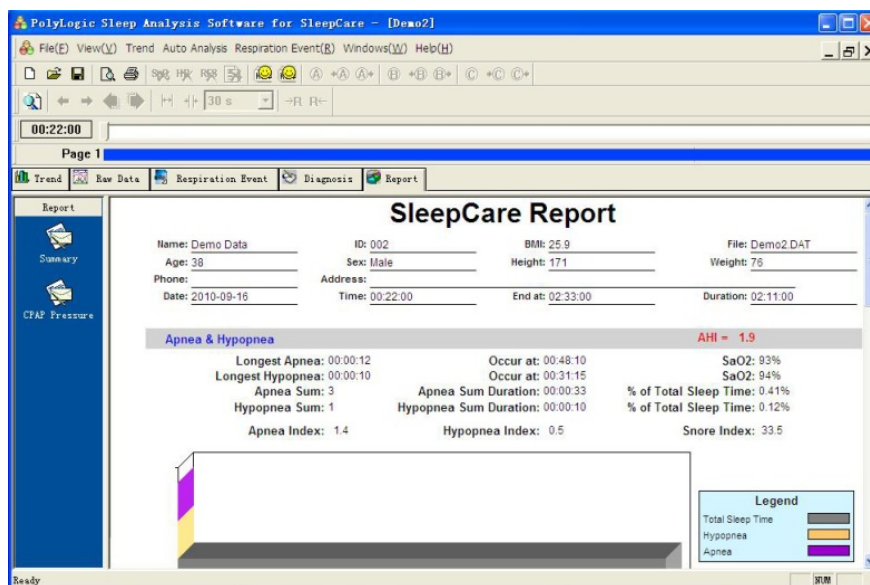 PolyLogic Sleep Analysis Software for SleepCare - [Demo2]
File(F) View(V) Trend Auto Analysis Respiration Event(R) Windows(W) Help(H)
30 s
00:22:00
Page 1
Trend Raw Data Respiration Event Diagnosis Report
Report
Summary
CPAP Pressure
SleepCare Report
Name: Demo Data ID: 002 BMI: 25.9 File: Demo2.DAT
Age: 38 Sex: Male Height: 171 Weight: 76
Phone: Address:
Date: 2010-09-16 Time: 00:22:00 End at: 02:33:00 Duration: 02:11:00
Apnea & Hypopnea AHI = 1.9
Longest Apnea: 00:00:12 Occur at: 00:48:10 SaO2: 93%
Longest Hypopnea: 00:00:10 Occur at: 00:31:15 SaO2: 94%
Apnea Sum: 3 Apnea Sum Duration: 00:00:33 % of Total Sleep Time: 0.41%
Hypopnea Sum: 1 Hypopnea Sum Duration: 00:00:10 % of Total Sleep Time: 0.12%
Apnea Index: 1.4 Hypopnea Index: 0.5 Snore Index: 33.5
Legend
Total Sleep Time
Hypopnea
Apnea
Ready NUM